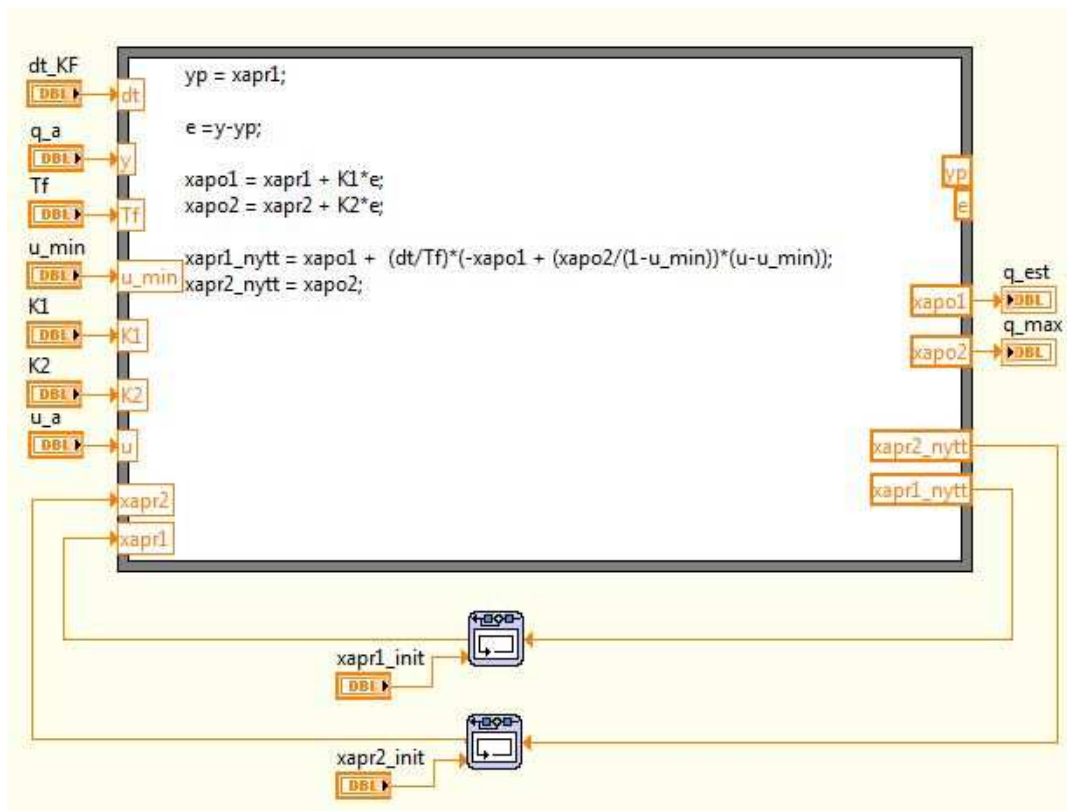 dt_KF
DBL
dt
yp = xapr1;
q_a
DBL
y
e =y-yp;
Tf
DBL
Tf
xapo1 = xapr1 + K1*e;
xapo2 = xapr2 + K2*e;
yp
e
u_min
DBL
u_min
xapr1_nytt = xapo1 + (dt/Tf)*(-xapo1 + (xapo2/(1-u_min))*(u-u_min));
xapr2_nytt = xapo2;
K1
DBL
K1
xapo1
q_est
DBL
K2
DBL
K2
xapo2
q_max
DBL
u_a
DBL
u
xapr2_nytt
xapr2
xapr1_nytt
xapr1
xapr1_init
DBL
xapr2_init
DBL